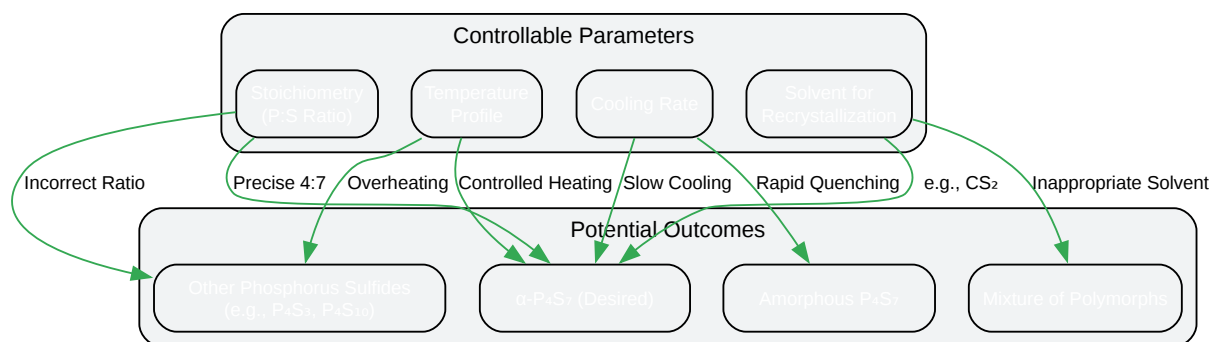 Controllable Parameters
Stoichiometry
(P:S Ratio)
Temperature
Profile
Cooling Rate
Solvent for
Recrystallization
Incorrect Ratio
Precise 4:7
Overheating
Controlled Heating
Slow Cooling
Rapid Quenching
e.g., CS₂
Inappropriate Solvent
Potential Outcomes
Other Phosphorus Sulfides
(e.g., P₄S₃, P₄S₁₀)
α-P₄S₇ (Desired)
Amorphous P₄S₇
Mixture of Polymorphs